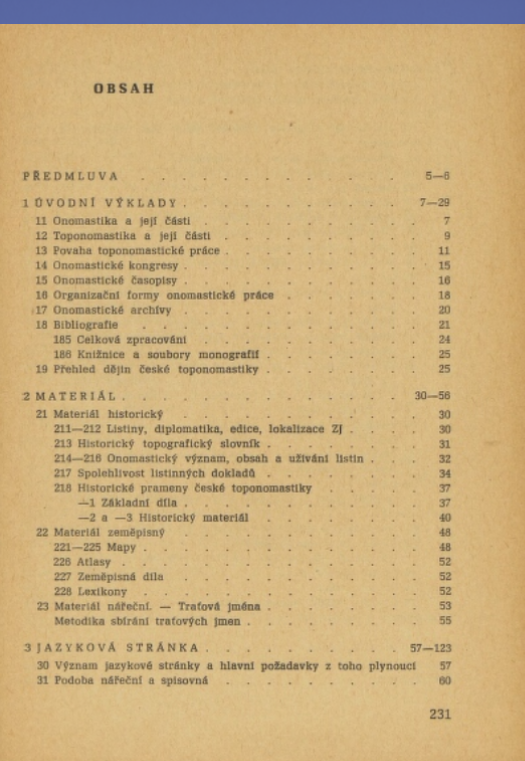 OBSAH
PŘEDMLUVA . . . . . . . . . . . 5—6
1 ÚVODNÍ VÝKLADY . . . . . . . . . . 7—29
11 Onomastika a její části . . . . . . . . . 7
12 Toponomastika a její části . . . . . . . . 9
13 Povaha toponomastické práce . . . . . . . . 11
14 Onomastické kongresy . . . . . . . . . 15
15 Onomastické časopisy . . . . . . . . . 16
16 Organizační formy onomastické práce . . . . . . 18
17 Onomastické archívy . . . . . . . . . 20
18 Bibliografie . . . . . . . . . . . 21
185 Celková zpracování . . . . . . . . . 24
186 Knižnice a soubory monografií . . . . . . 25
19 Přehled dějin české toponomastiky . . . . . . 25
2 MATERIÁL . . . . . . . . . . . 30—56
21 Materiál historický . . . . . . . . . 30
211—212 Listiny, diplomatika, edice, lokalizace ZJ . . . 30
213 Historický topografický slovník . . . . . . 31
214—216 Onomastický význam, obsah a užívání listin . . 32
217 Spolehlivost listinných dokladů . . . . . . 34
218 Historické prameny české toponomastiky . . . . 37
—1 Základní díla . . . . . . . . . 37
—2 a —3 Historický materiál . . . . . . 40
22 Materiál zeměpisný . . . . . . . . . 48
221—225 Mapy . . . . . . . . . . 48
226 Atlasy . . . . . . . . . . . 52
227 Zeměpisná díla . . . . . . . . . 52
228 Lexikony . . . . . . . . . . 52
23 Materiál nářeční. — Traťová jména . . . . . . 53
Metodika sbírání traťových jmen . . . . . . . 55
3 JAZYKOVÁ STRÁNKA . . . . . . . . . 57—123
30 Význam jazykové stránky a hlavní požadavky z toho plynoucí 57
31 Podoba nářeční a spisovná . . . . . . . . 60
231